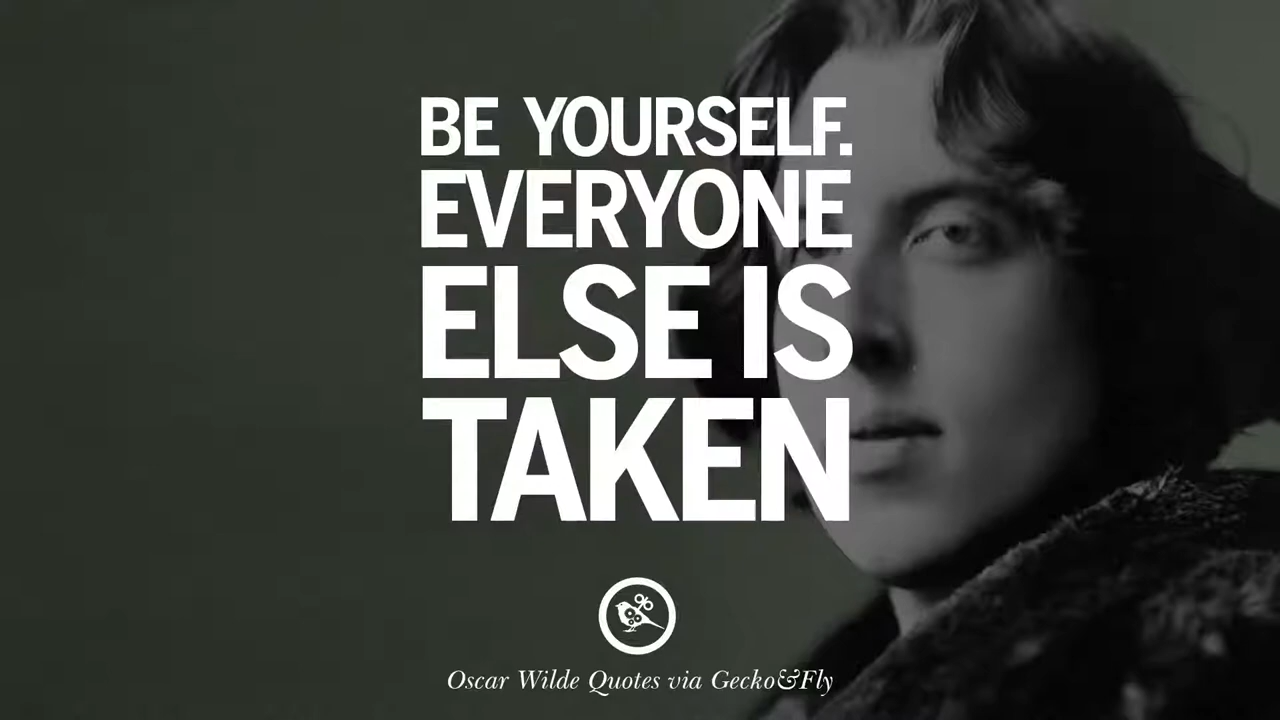 BE YOURSELF.
EVERYONE
ELSE IS
TAKEN
Oscar Wilde Quotes via Gecko&Fly